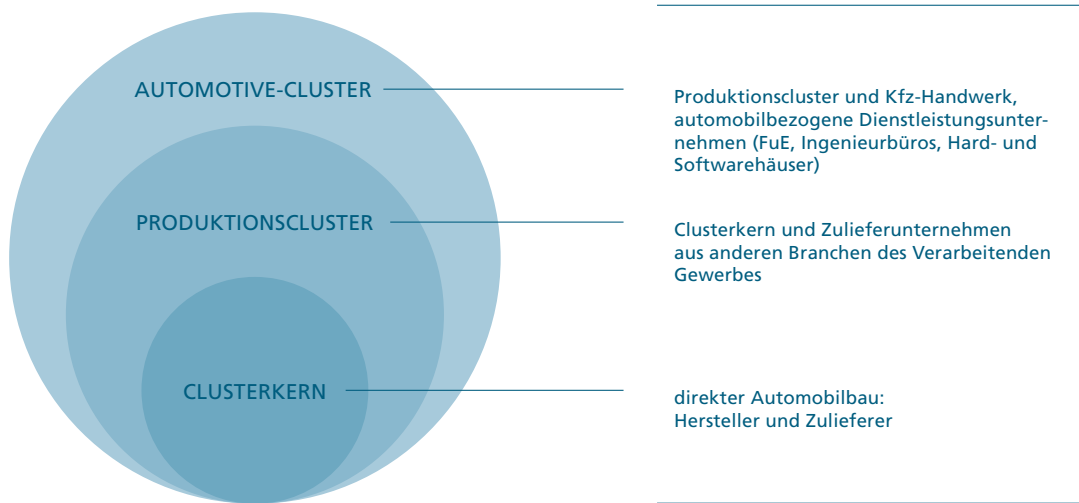 AUTOMOTIVE-CLUSTER
Produktionscluster und Kfz-Handwerk,
automobilbezogene Dienstleistungsunter-
nehmen (FuE, Ingenieurbüros, Hard- und
Softwarehäuser)
PRODUKTIONSCLUSTER
Clusterkern und Zulieferunternehmen
aus anderen Branchen des Verarbeitenden
Gewerbes
CLUSTERKERN
direkter Automobilbau:
Hersteller und Zulieferer